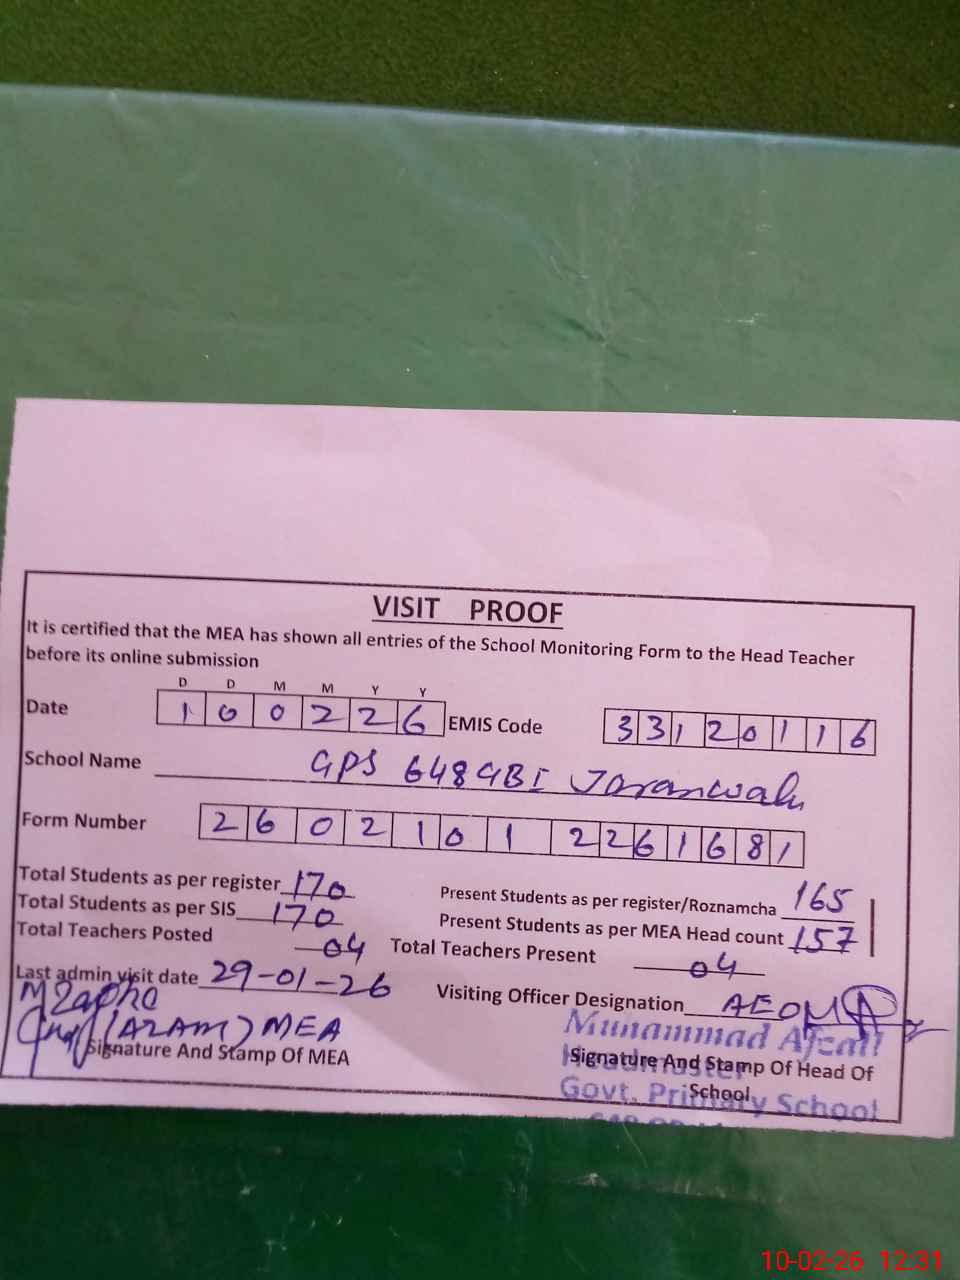 VISIT PROOF
It is certified that the MEA has shown all entries of the School Monitoring Form to the Head Teacher
before its online submission
D D M M Y Y
Date 1 0 0 2 2 6 EMIS Code 3 3 1 2 0 1 1 6
School Name GPS 648GBI Jaranwala
Form Number 2 6 0 2 1 0 1 2 2 6 1 6 8 1
Total Students as per register 170 Present Students as per register/Roznamcha 165
Total Students as per SIS 170 Present Students as per MEA Head count 157
Total Teachers Posted 04 Total Teachers Present 04
Last admin visit date 29-01-26 Visiting Officer Designation AEO
(AZAM) MEA
Signature And Stamp Of MEA
Muhammad Afzal
Signature And Stamp Of Head Of
School
Headmaster
Govt. Primary School
10-02-26 12:31